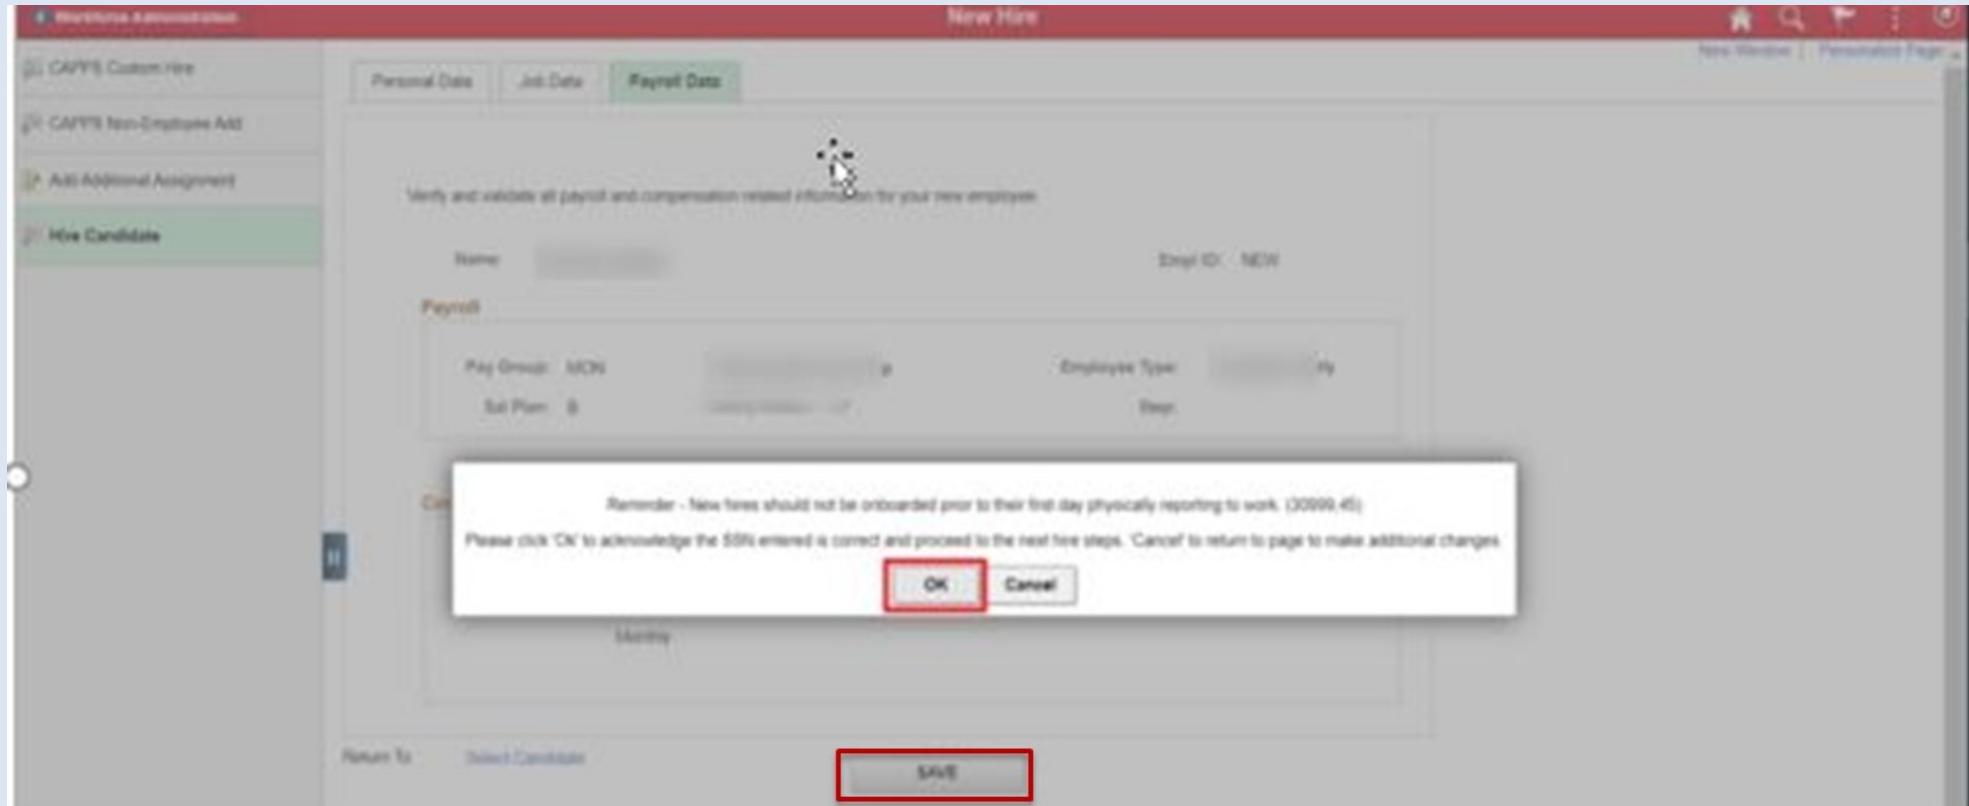 Workforce Administration
New Hire
New Window | Personalize Page
CAPPS Custom Hire
CAPPS Non-Employee Add
Add Additional Assignment
Hire Candidate
Personal Data
Job Data
Payroll Data
Verify and validate all payroll and compensation related information for your new employee
Name:
Empl ID: NEW
Payroll
Pay Group: MON
p
Employee Type:
rly
Sal Plan: B
Step:
Reminder - New hires should not be onboarded prior to their first day physically reporting to work. (30999,45)
Please click 'Ok' to acknowledge the SSN entered is correct and proceed to the next hire steps. 'Cancel' to return to page to make additional changes
OK
Cancel
Monthly
Return To
Select Candidate
SAVE